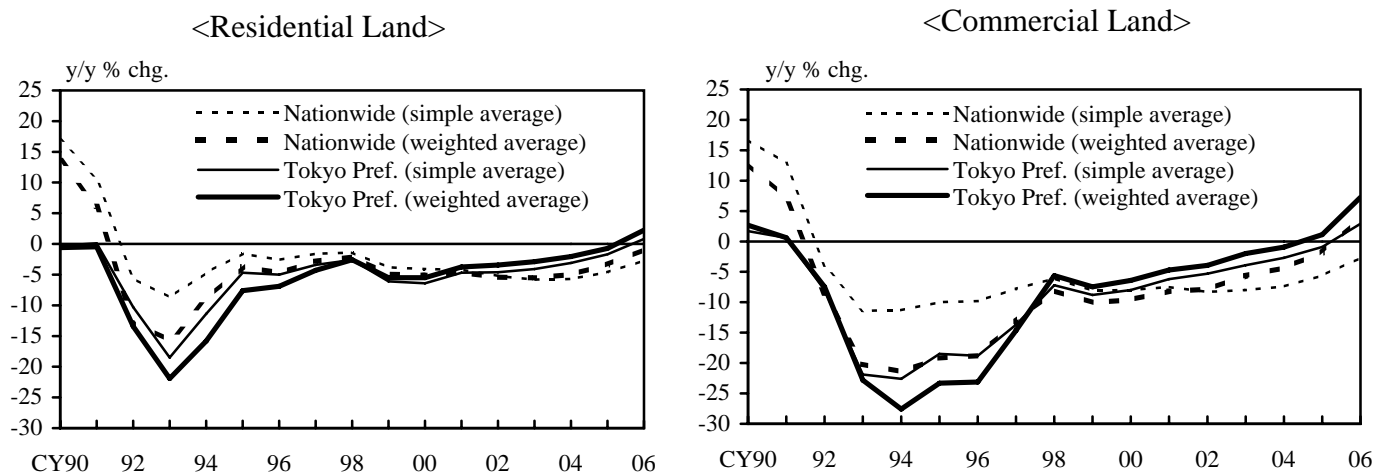 <Residential Land>
y/y % chg.
25
20
15
10
5
0
-5
-10
-15
-20
-25
-30
Nationwide (simple average)
Nationwide (weighted average)
Tokyo Pref. (simple average)
Tokyo Pref. (weighted average)
CY90 92 94 96 98 00 02 04 06
<Commercial Land>
y/y % chg.
25
20
15
10
5
0
-5
-10
-15
-20
-25
-30
Nationwide (simple average)
Nationwide (weighted average)
Tokyo Pref. (simple average)
Tokyo Pref. (weighted average)
CY90 92 94 96 98 00 02 04 06